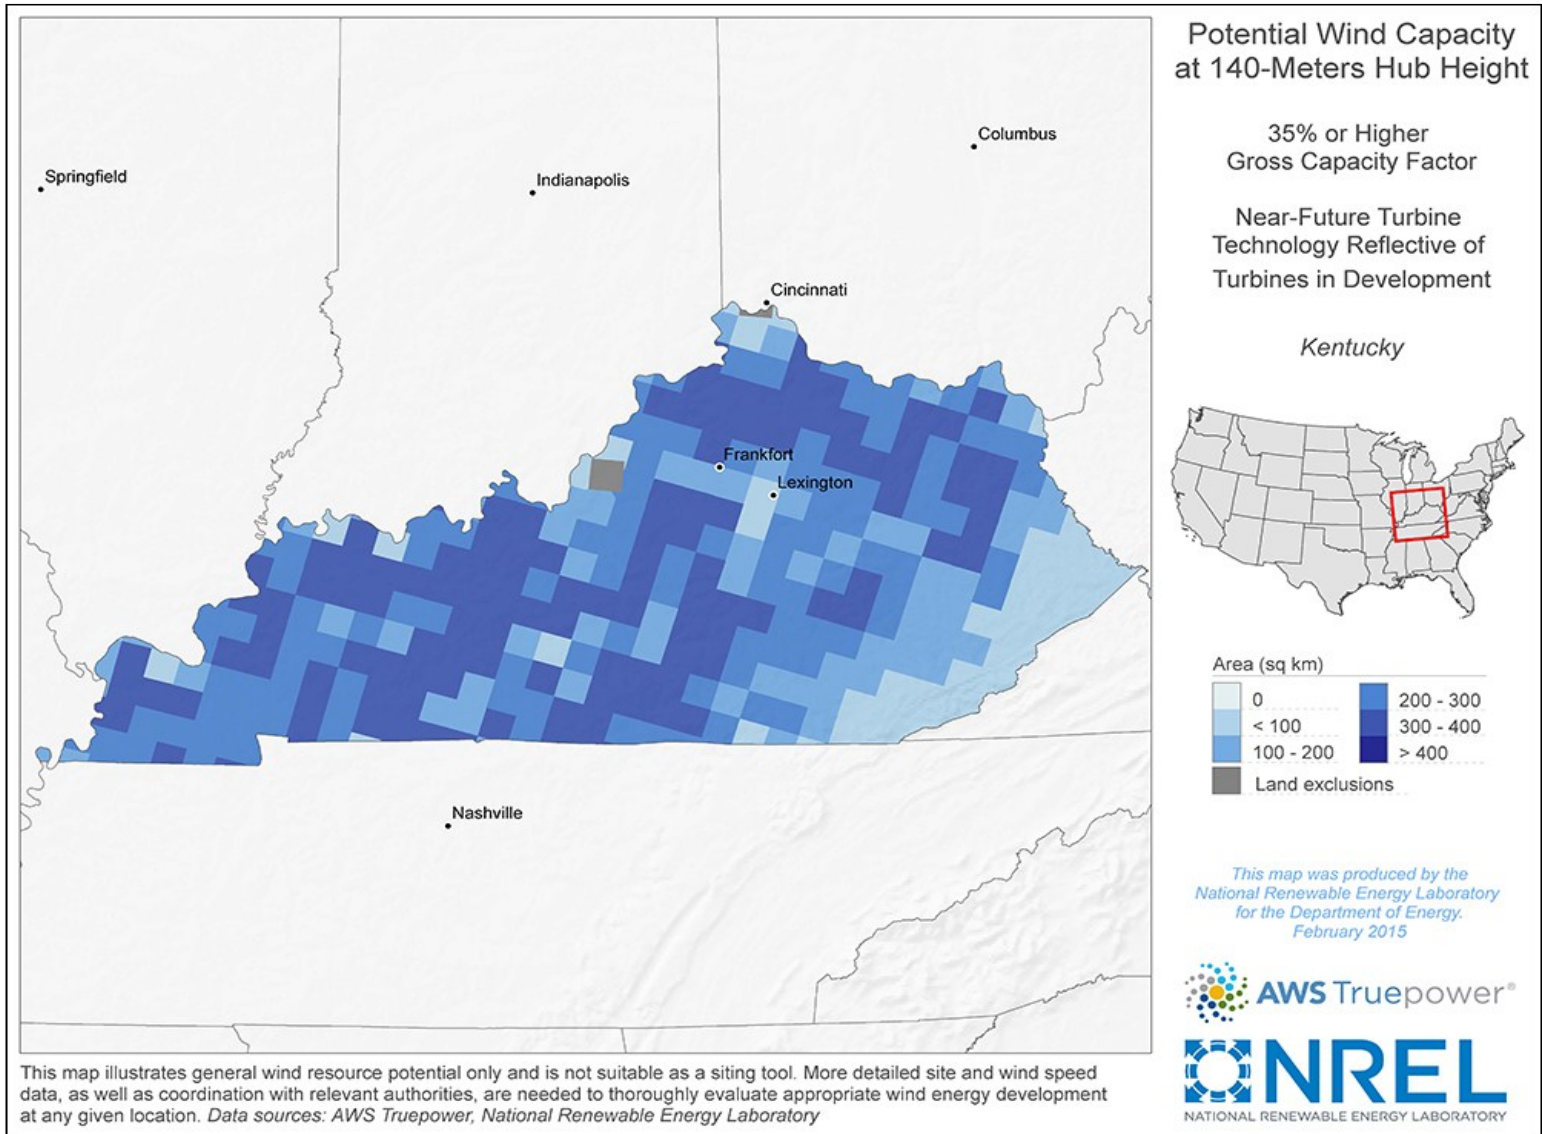 Potential Wind Capacity
at 140-Meters Hub Height
35% or Higher
Gross Capacity Factor
Near-Future Turbine
Technology Reflective of
Turbines in Development
Kentucky
Columbus
Springfield
Indianapolis
Cincinnati
Frankfort
Lexington
Nashville
Area (sq km)
0
< 100
100 - 200
200 - 300
300 - 400
> 400
Land exclusions
This map was produced by the
National Renewable Energy Laboratory
for the Department of Energy.
February 2015
AWS Truepower®
NREL
NATIONAL RENEWABLE ENERGY LABORATORY
This map illustrates general wind resource potential only and is not suitable as a siting tool. More detailed site and wind speed
data, as well as coordination with relevant authorities, are needed to thoroughly evaluate appropriate wind energy development
at any given location. Data sources: AWS Truepower, National Renewable Energy Laboratory